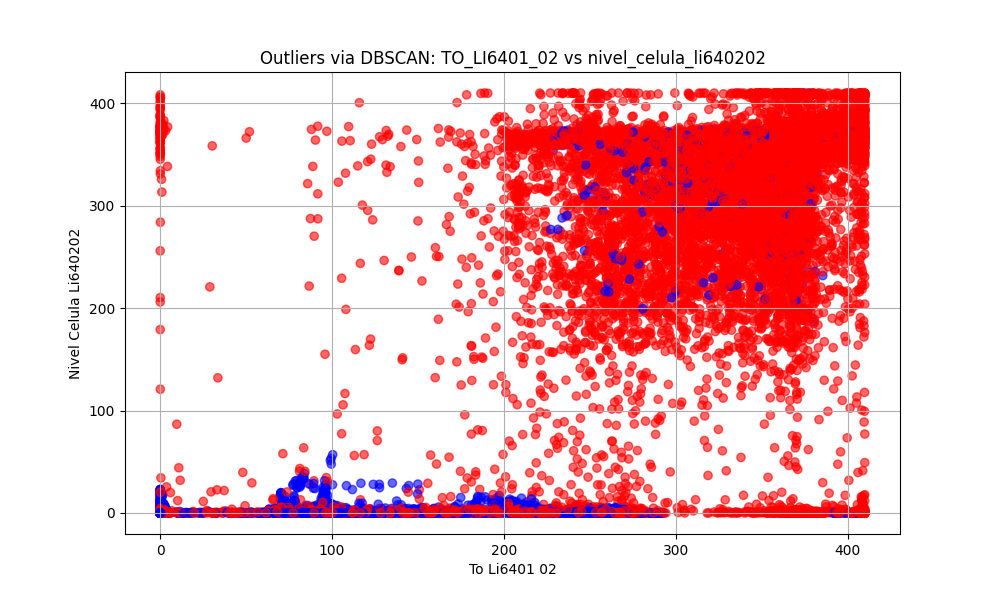 Outliers via DBSCAN: TO_LI6401_02 vs nivel_celula_li640202
400
300
200
100
0
Nivel Celula Li640202
0 100 200 300 400
To Li6401 02